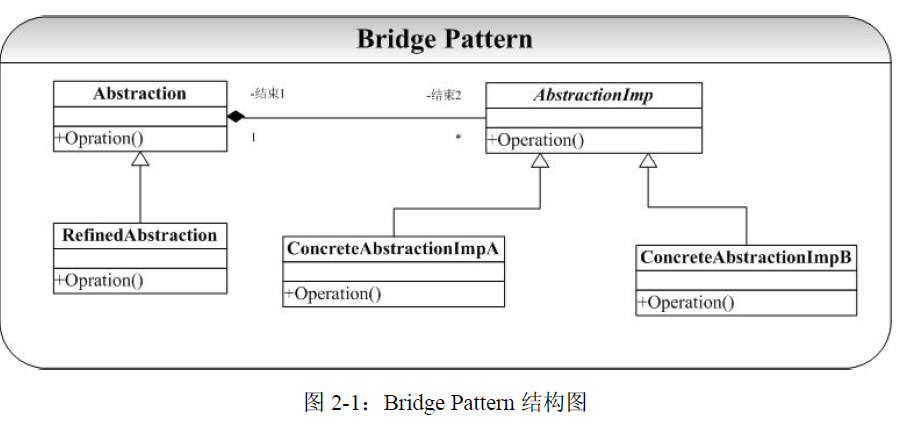 Bridge Pattern
Abstraction
+Opration()
-结束1
-结束2
1
*
AbstractionImp
+Operation()
RefinedAbstraction
+Opration()
ConcreteAbstractionImpA
+Operation()
ConcreteAbstractionImpB
+Operation()
图 2-1：Bridge Pattern 结构图